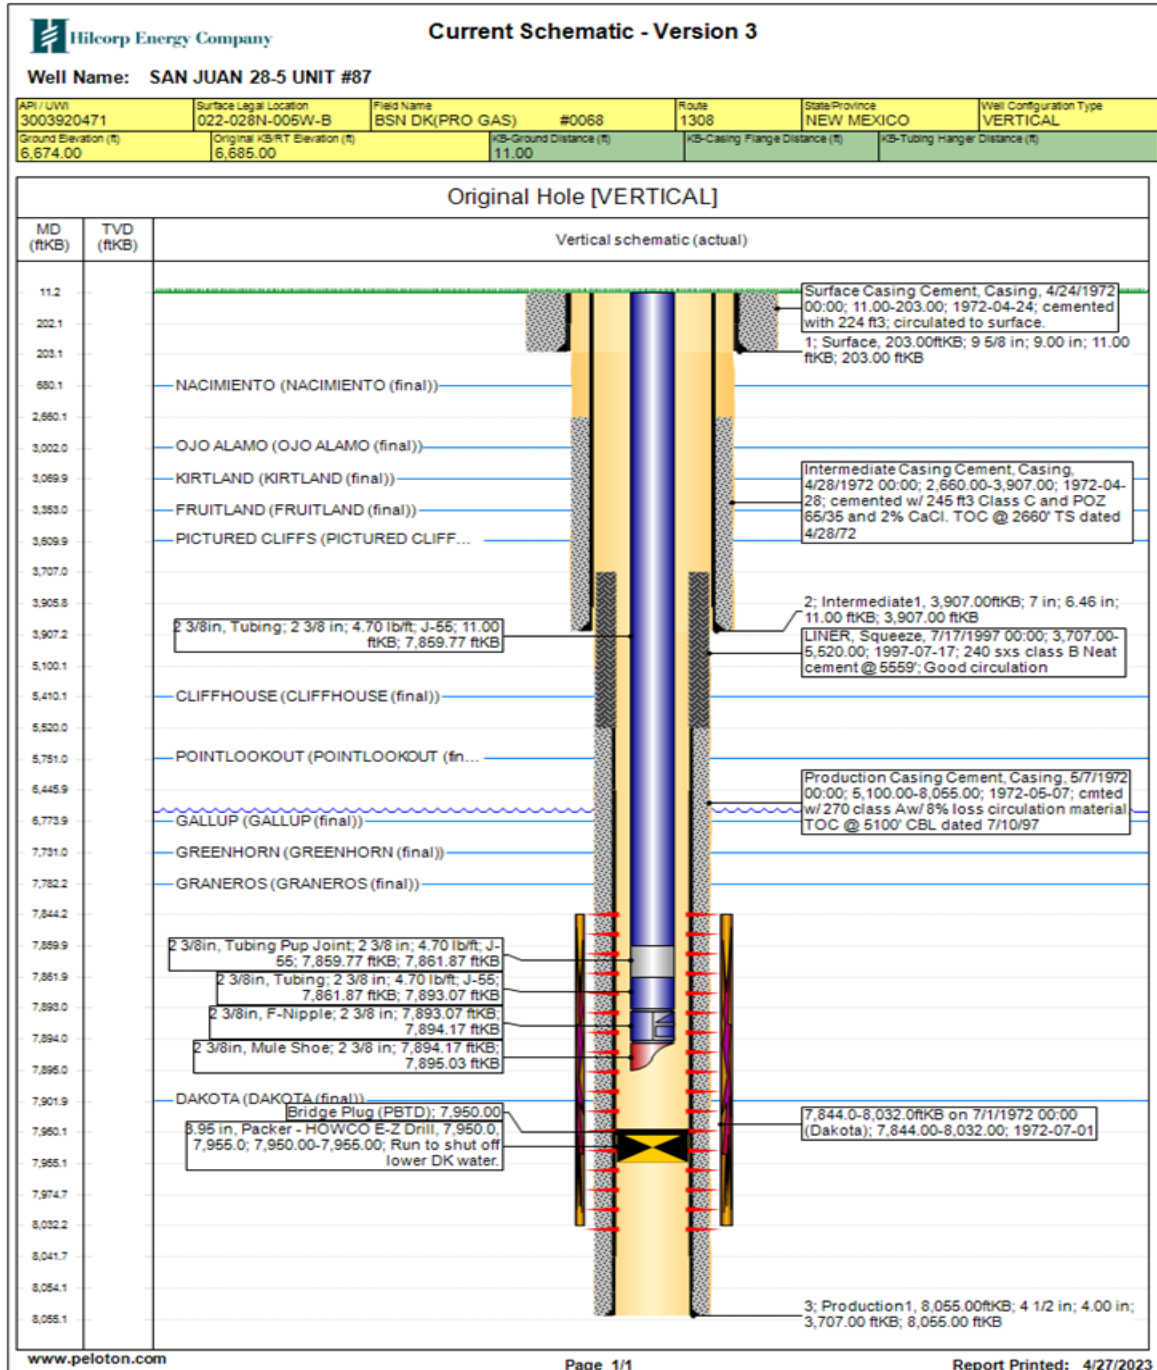 Hilcorp Energy Company
Current Schematic - Version 3
Well Name: SAN JUAN 28-5 UNIT #87
API / UWI
3003920471
Surface Legal Location
022-028N-005W-B
Field Name
BSN DK(PRO GAS) #0068
Route
1308
State/Province
NEW MEXICO
Well Configuration Type
VERTICAL
Ground Elevation (ft)
6,674.00
Original KB/RT Elevation (ft)
6,685.00
KB-Ground Distance (ft)
11.00
KB-Casing Flange Distance (ft)
KB-Tubing Hanger Distance (ft)
Original Hole [VERTICAL]
MD
(ftKB)
TVD
(ftKB)
Vertical schematic (actual)
11.2
202.1
203.1
680.1
2,660.1
3,002.0
3,069.9
3,353.0
3,609.9
3,707.0
3,905.8
3,907.2
5,100.1
5,410.1
5,520.0
5,751.0
6,445.9
6,773.9
7,731.0
7,782.2
7,844.2
7,859.9
7,861.9
7,893.0
7,894.0
7,895.0
7,901.9
7,950.1
7,955.1
7,974.7
8,032.2
8,041.7
8,054.1
8,055.1
NACIMIENTO (NACIMIENTO (final))
OJO ALAMO (OJO ALAMO (final))
KIRTLAND (KIRTLAND (final))
FRUITLAND (FRUITLAND (final))
PICTURED CLIFFS (PICTURED CLIFF...
2 3/8in, Tubing; 2 3/8 in; 4.70 lb/ft; J-55; 11.00
ftKB; 7,859.77 ftKB
CLIFFHOUSE (CLIFFHOUSE (final))
POINTLOOKOUT (POINTLOOKOUT (fin...
GALLUP (GALLUP (final))
GREENHORN (GREENHORN (final))
GRANEROS (GRANEROS (final))
2 3/8in, Tubing Pup Joint; 2 3/8 in; 4.70 lb/ft; J-
55; 7,859.77 ftKB; 7,861.87 ftKB
2 3/8in, Tubing; 2 3/8 in; 4.70 lb/ft; J-55;
7,861.87 ftKB; 7,893.07 ftKB
2 3/8in, F-Nipple; 2 3/8 in; 7,893.07 ftKB;
7,894.17 ftKB
2 3/8in, Mule Shoe; 2 3/8 in; 7,894.17 ftKB;
7,895.03 ftKB
DAKOTA (DAKOTA (final))
Bridge Plug (PBTD); 7,950.00
3.95 in, Packer - HOWCO E-Z Drill, 7,950.0,
7,955.0; 7,950.00-7,955.00; Run to shut off
lower DK water.
Surface Casing Cement, Casing, 4/24/1972
00:00; 11.00-203.00; 1972-04-24; cemented
with 224 ft3; circulated to surface.
1; Surface, 203.00ftKB; 9 5/8 in; 9.00 in; 11.00
ftKB; 203.00 ftKB
Intermediate Casing Cement, Casing,
4/28/1972 00:00; 2,660.00-3,907.00; 1972-04-
28; cemented w/ 245 ft3 Class C and POZ
65/35 and 2% CaCl. TOC @ 2660' TS dated
4/28/72
2; Intermediate1, 3,907.00ftKB; 7 in; 6.46 in;
11.00 ftKB; 3,907.00 ftKB
LINER, Squeeze, 7/17/1997 00:00; 3,707.00-
5,520.00; 1997-07-17; 240 sxs class B Neat
cement @ 5559'; Good circulation
Production Casing Cement, Casing, 5/7/1972
00:00; 5,100.00-8,055.00; 1972-05-07; cmted
w/ 270 class Aw/ 8% loss circulation material
TOC @ 5100' CBL dated 7/10/97
7,844.0-8,032.0ftKB on 7/1/1972 00:00
(Dakota); 7,844.00-8,032.00; 1972-07-01
3; Production1, 8,055.00ftKB; 4 1/2 in; 4.00 in;
3,707.00 ftKB; 8,055.00 ftKB
www.peloton.com
Page 1/1
Report Printed: 4/27/2023